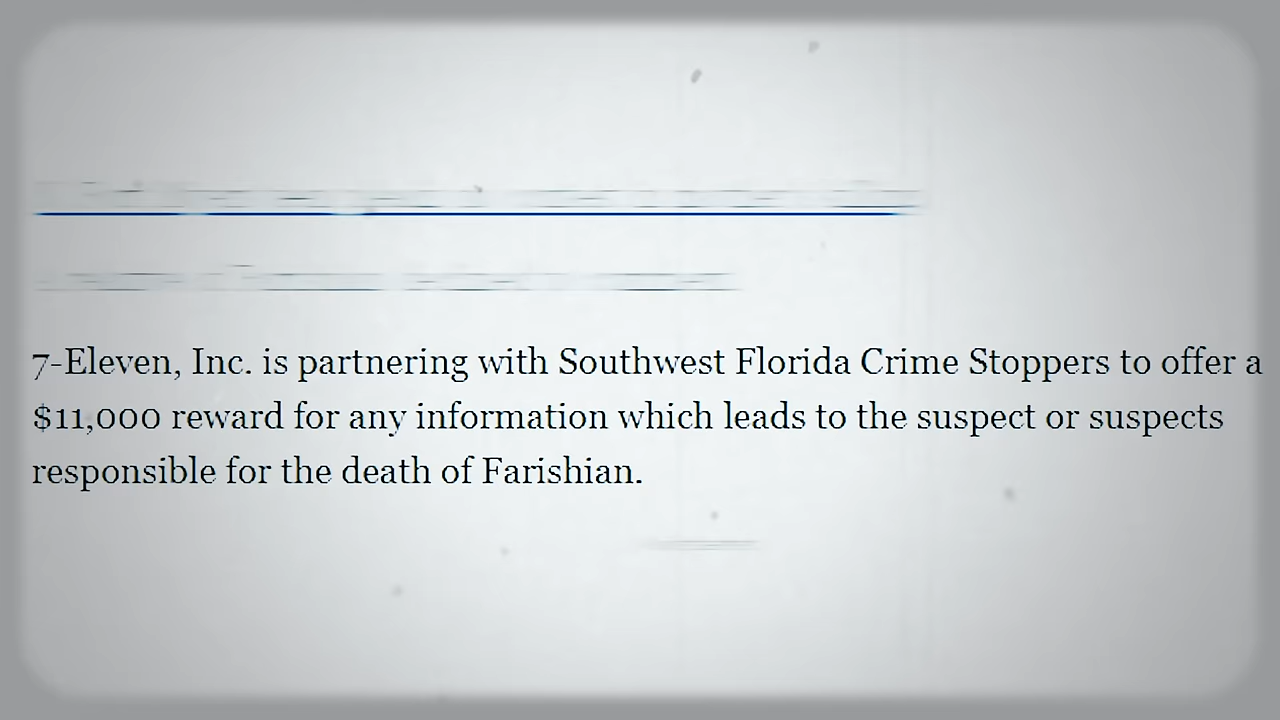 7-Eleven, Inc. is partnering with Southwest Florida Crime Stoppers to offer a
$11,000 reward for any information which leads to the suspect or suspects
responsible for the death of Farishian.